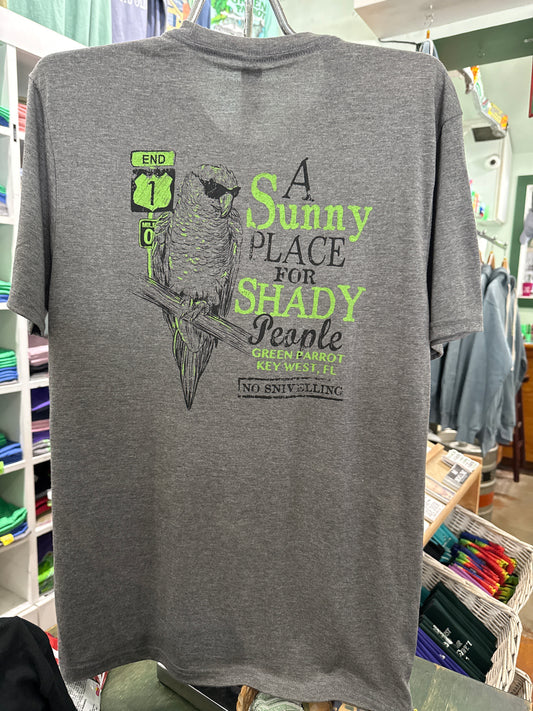 END
1
MILE
0
A
Sunny
PLACE
FOR
SHADY
People
GREEN PARROT
KEY WEST, FL
NO SNIVELLING